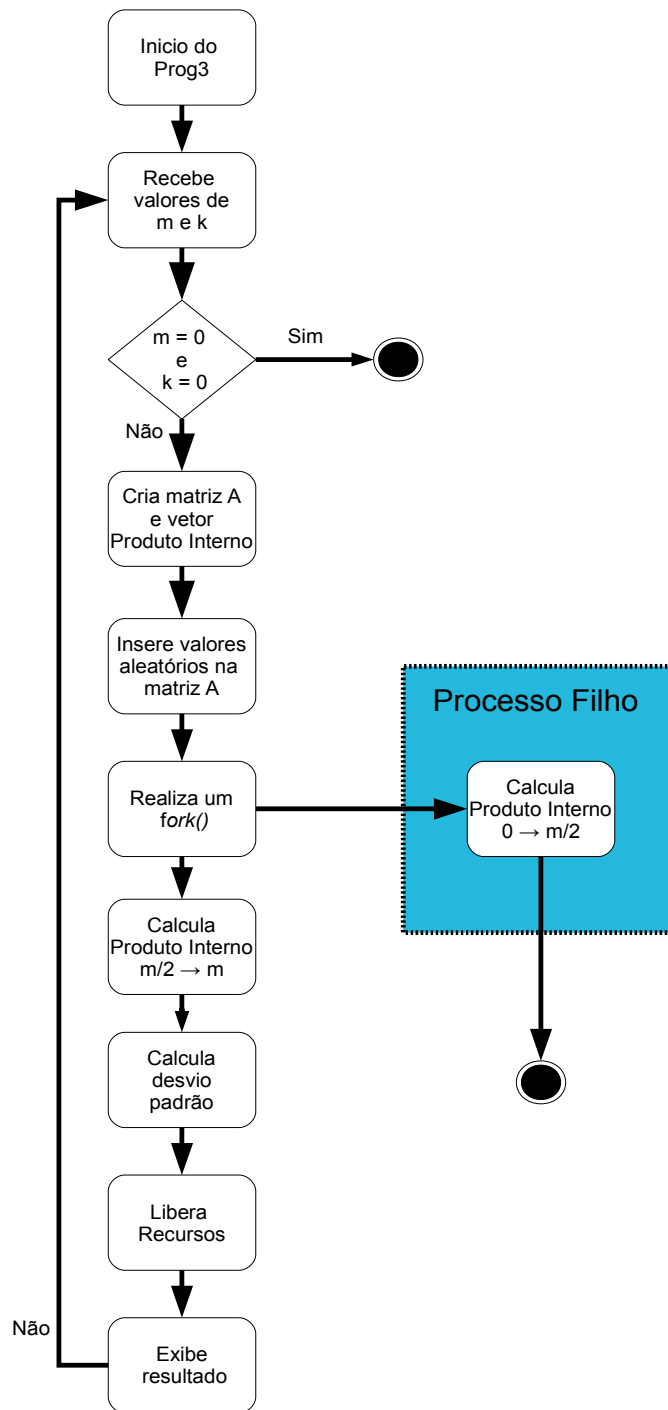 Inicio do
Prog3
Recebe
valores de
m e k
m = 0
e
k = 0
Sim
Não
Cria matriz A
e vetor
Produto Interno
Insere valores
aleatórios na
matriz A
Realiza um
fork()
Processo Filho
Calcula
Produto Interno
0 → m/2
Calcula
Produto Interno
m/2 → m
Calcula
desvio
padrão
Libera
Recursos
Não
Exibe
resultado